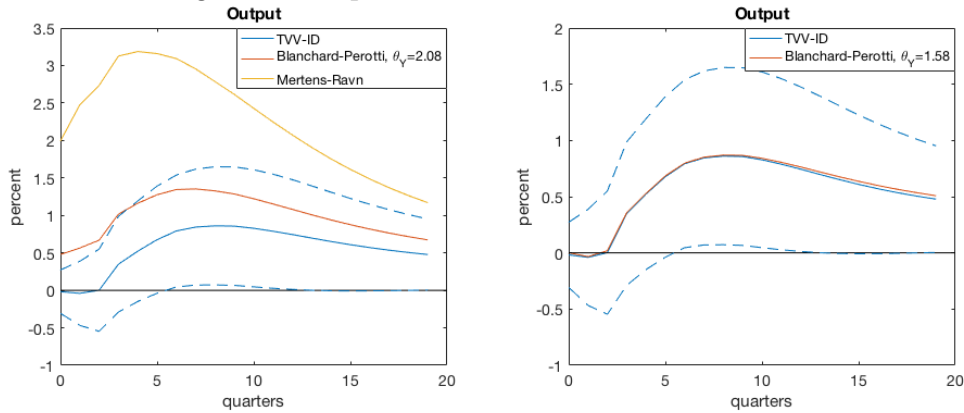 Output
3.5
3
2.5
2
1.5
1
0.5
0
-0.5
-1
percent
TVV-ID
Blanchard-Perotti, θY=2.08
Mertens-Ravn
0 5 10 15 20
quarters
Output
2
1.5
1
0.5
0
-0.5
-1
percent
TVV-ID
Blanchard-Perotti, θY=1.58
0 5 10 15 20
quarters